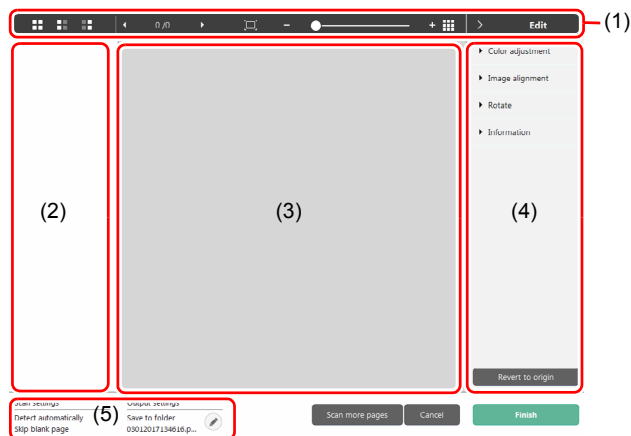 0 /0 − + Edit
(1)
Color adjustment
Image alignment
Rotate
Information
(2)
(3)
(4)
Revert to origin
Scan settings
Output settings
Detect automatically
Skip blank page
(5)
Save to folder
03012017134616.p...
Scan more pages
Cancel
Finish